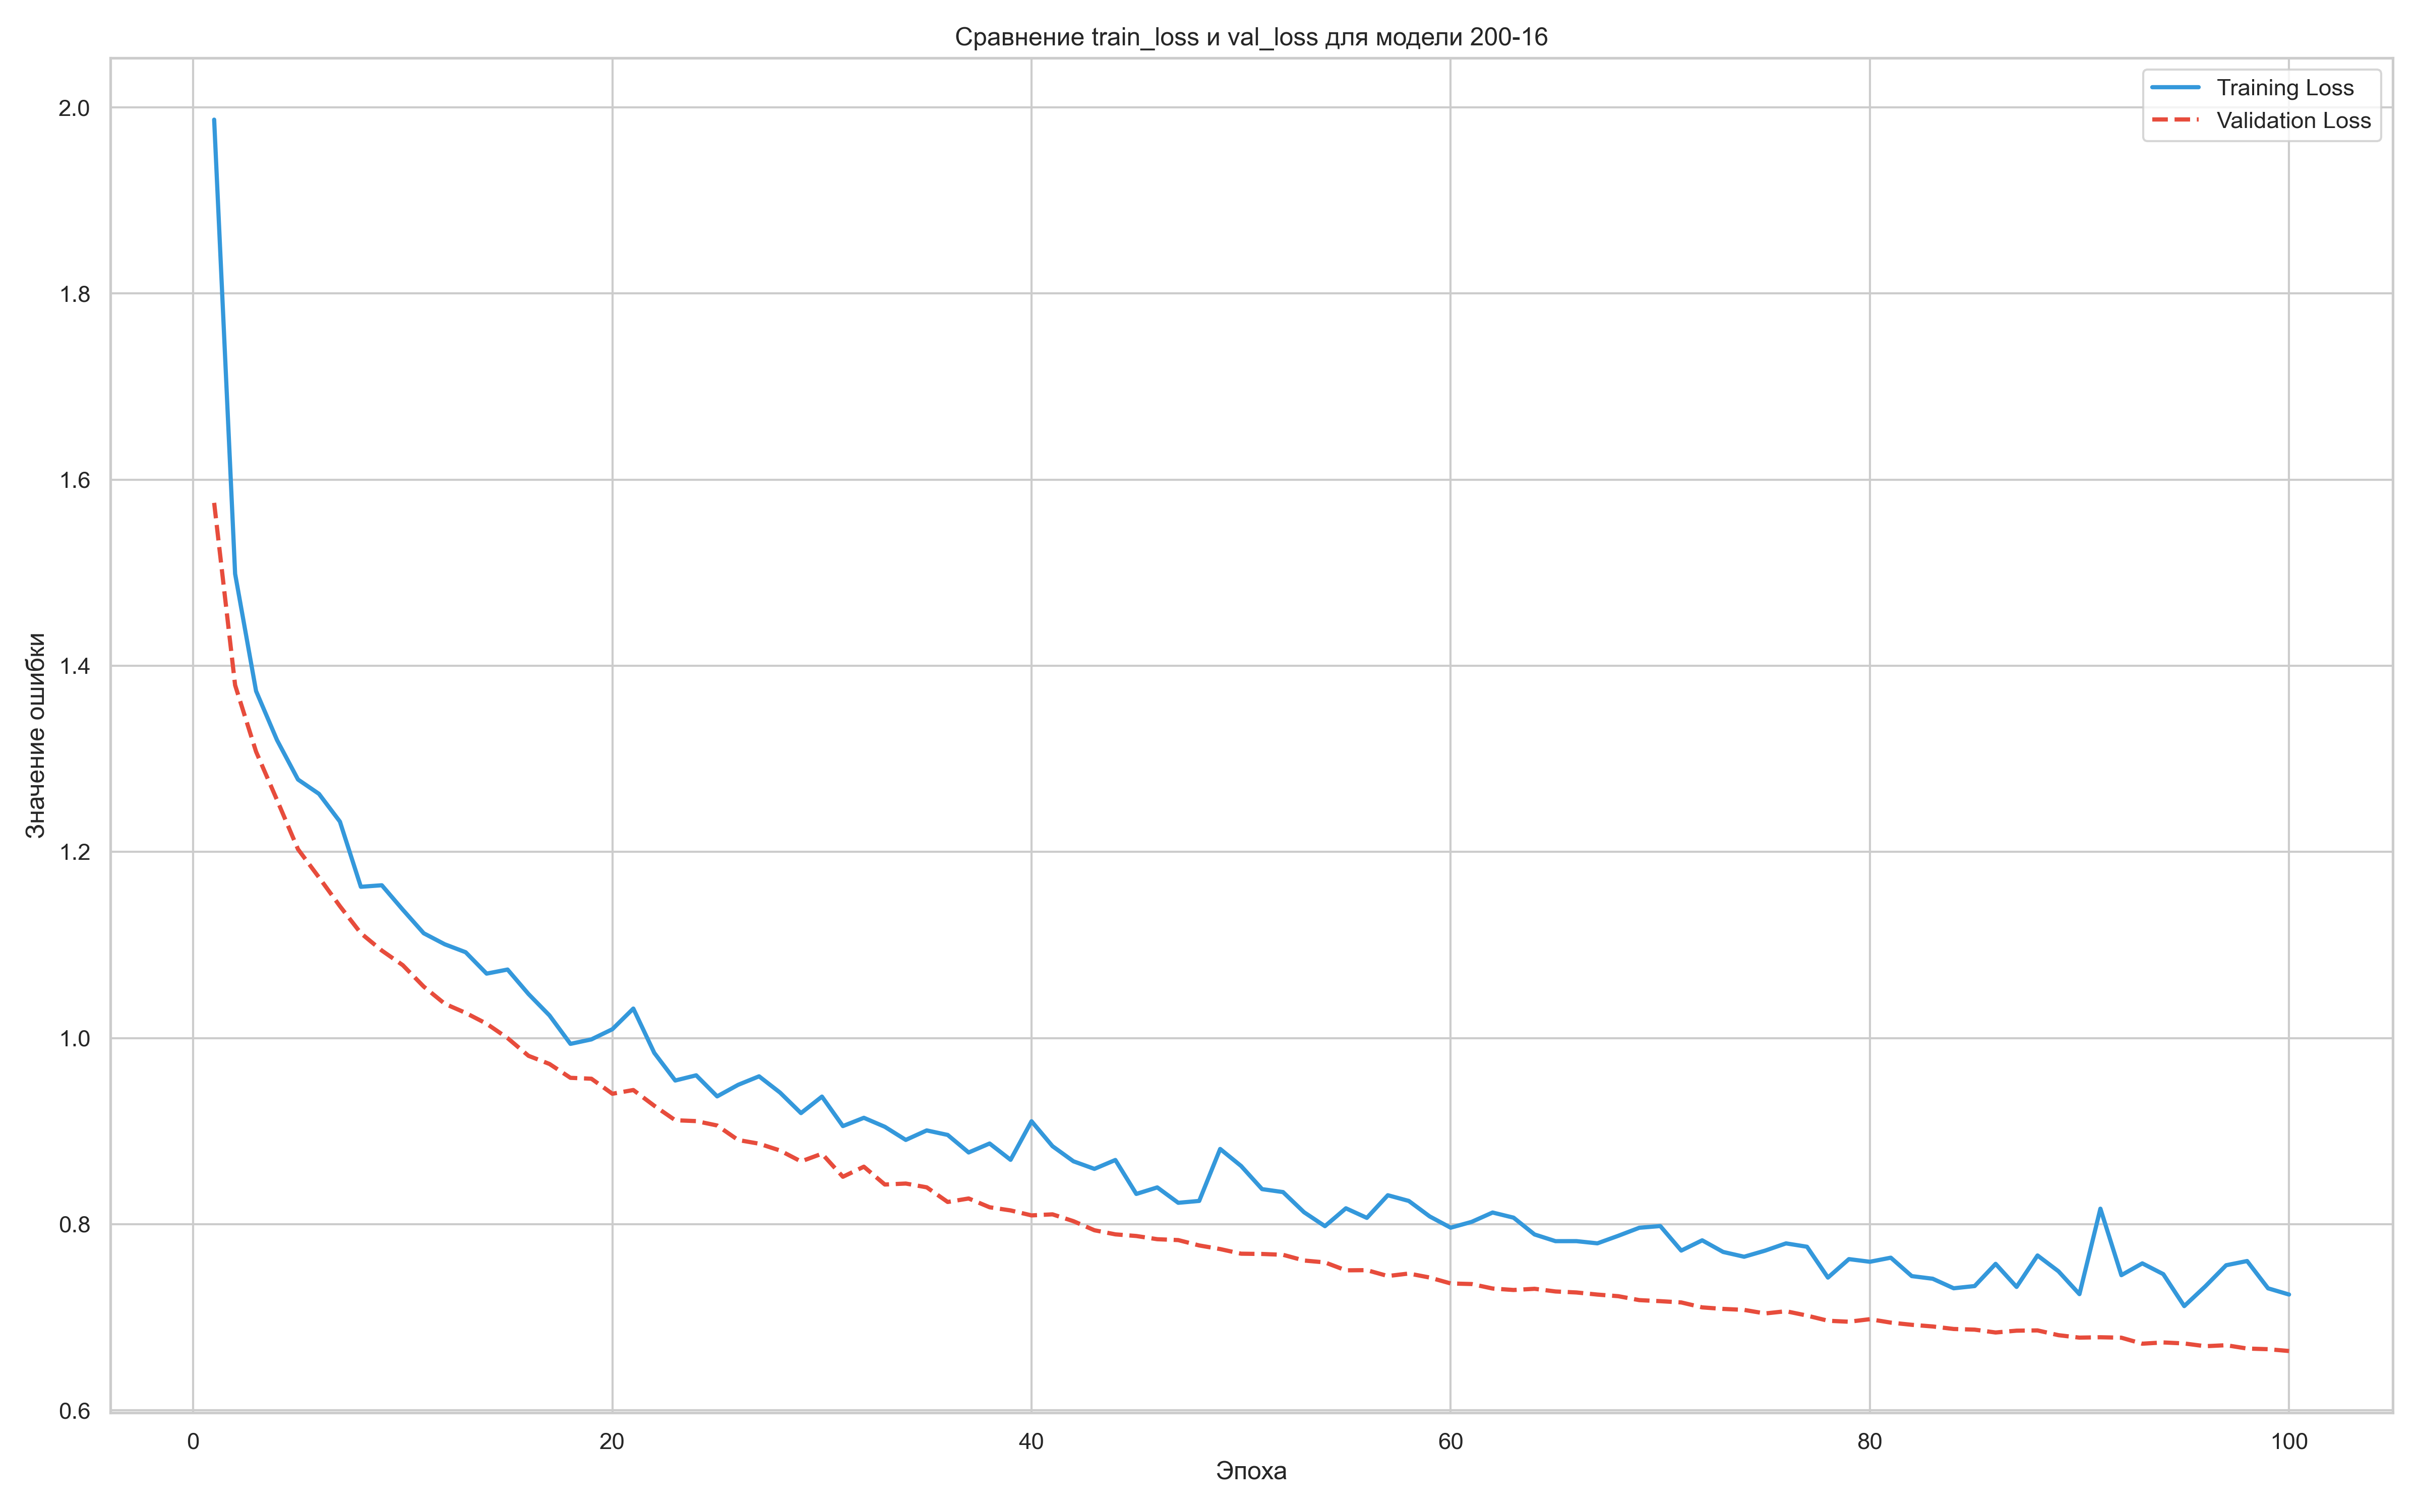 Сравнение train_loss и val_loss для модели 200-16
Training Loss
Validation Loss
Значение ошибки
2.0
1.8
1.6
1.4
1.2
1.0
0.8
0.6
0
20
40
60
80
100
Эпоха